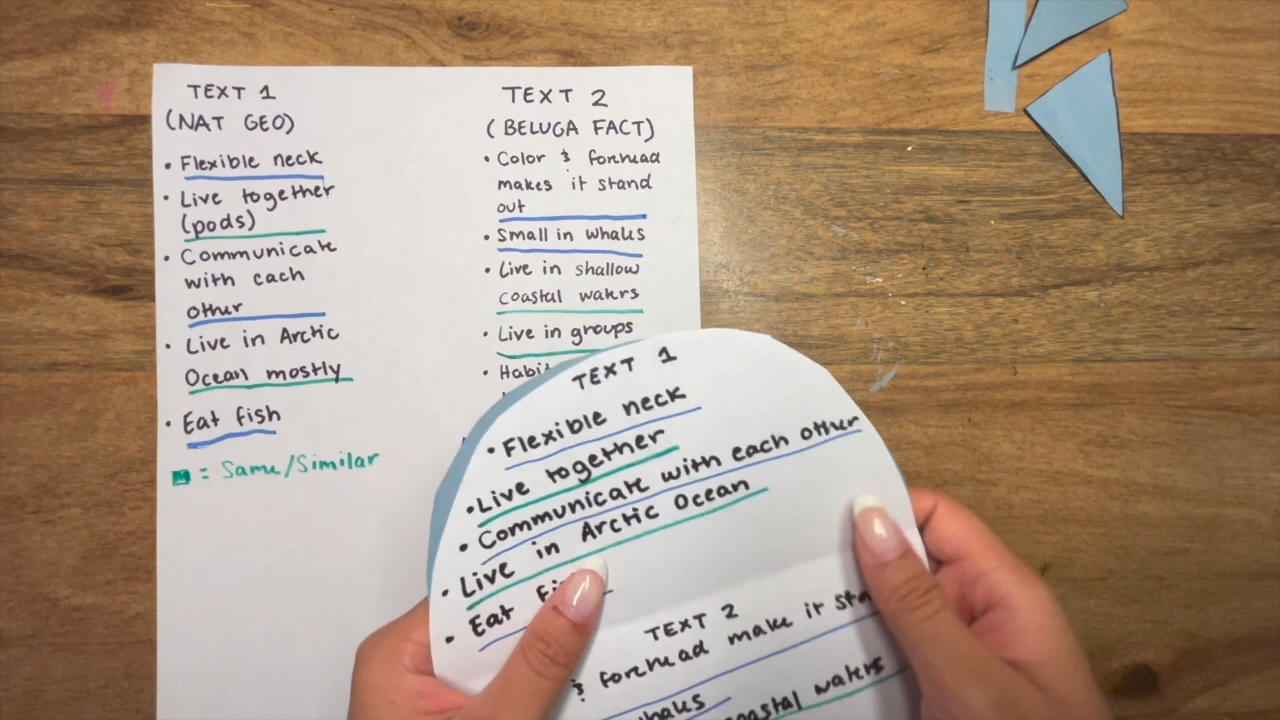 TEXT 1
(NAT GEO)
• Flexible neck
• Live together
(pods)
• Communicate
with each
other
• Live in Arctic
Ocean mostly
• Eat fish
= Same/Similar
TEXT 2
(BELUGA FACT)
• Color & forehead
makes it stand
out
• Small in whales
• Live in shallow
coastal waters
• Live in groups
TEXT 1
• Flexible neck
• Live together
• Communicate with each other
• Live in Arctic Ocean
• Eat
TEXT 2
& forehead make it
whales
coastal waters